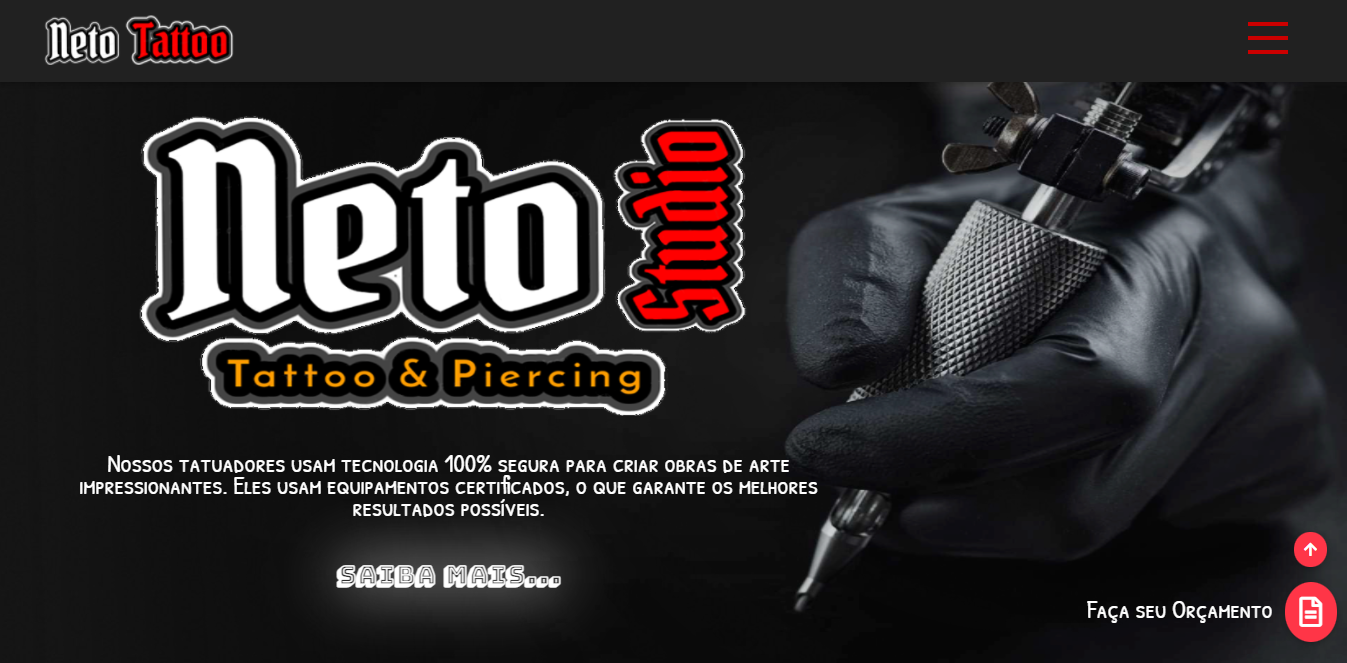 Neto Tattoo
Neto Studio
Tattoo & Piercing
Nossos tatuadores usam tecnologia 100% segura para criar obras de arte
impressionantes. Eles usam equipamentos certificados, o que garante os melhores
resultados possíveis.
SAIBA MAIS...
Faça seu Orçamento